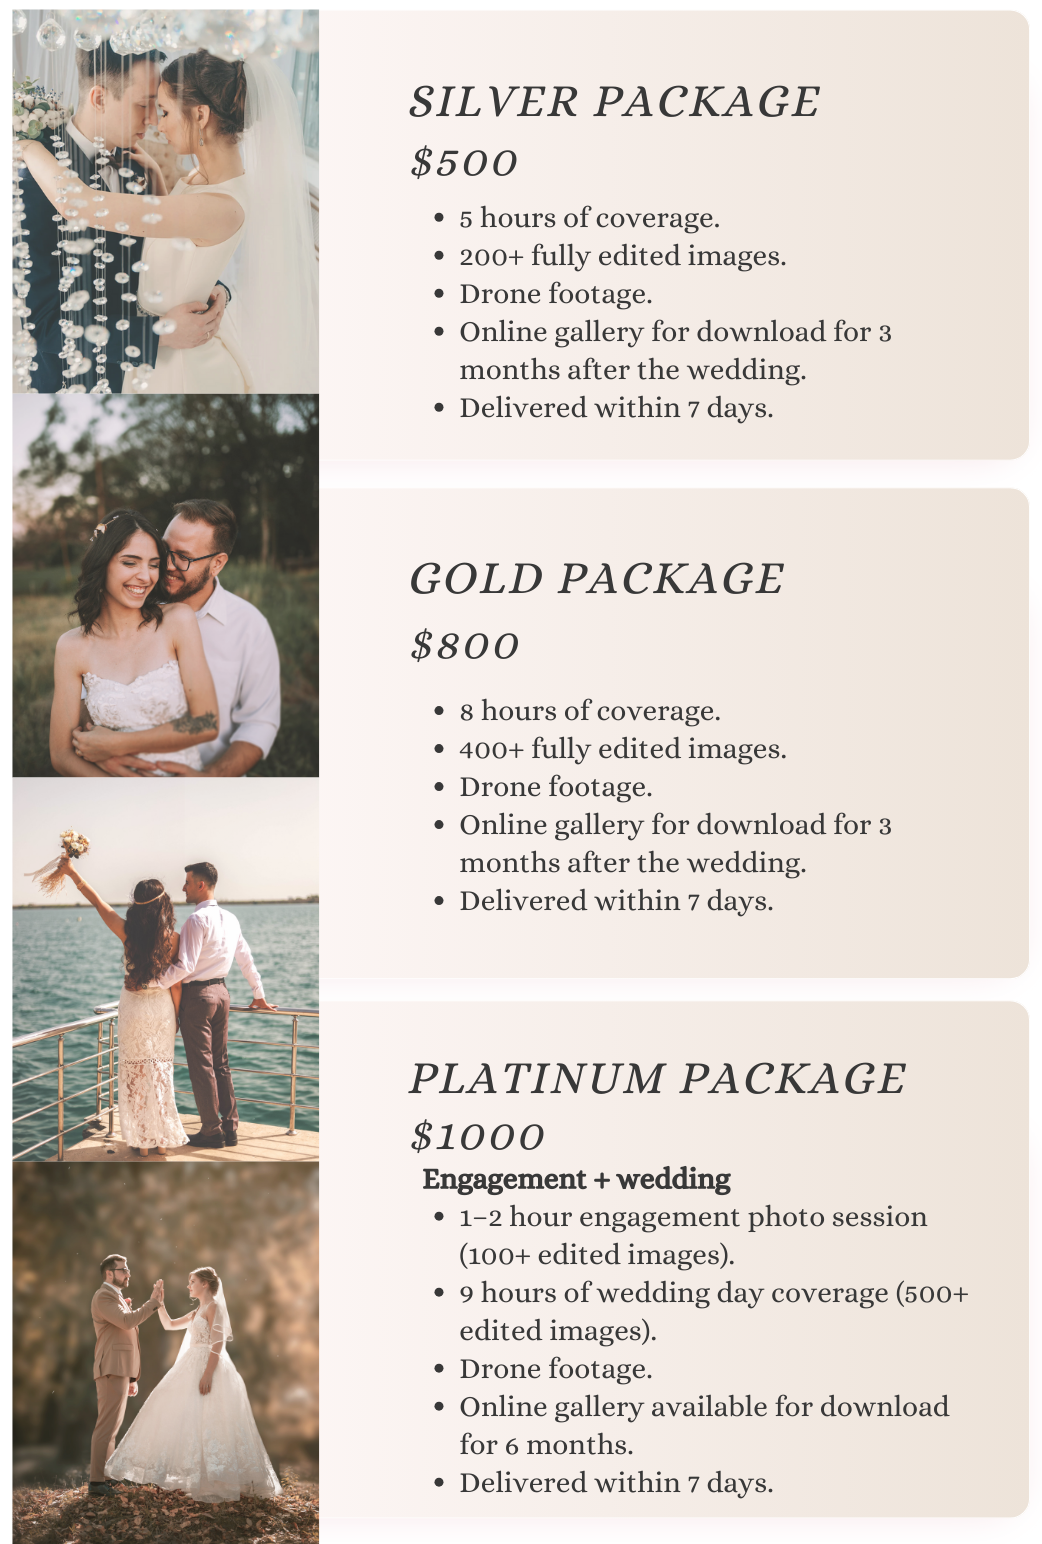 SILVER PACKAGE
$500
• 5 hours of coverage.
• 200+ fully edited images.
• Drone footage.
• Online gallery for download for 3
months after the wedding.
• Delivered within 7 days.
GOLD PACKAGE
$800
• 8 hours of coverage.
• 400+ fully edited images.
• Drone footage.
• Online gallery for download for 3
months after the wedding.
• Delivered within 7 days.
PLATINUM PACKAGE
$1000
Engagement + wedding
• 1–2 hour engagement photo session
(100+ edited images).
• 9 hours of wedding day coverage (500+
edited images).
• Drone footage.
• Online gallery available for download
for 6 months.
• Delivered within 7 days.